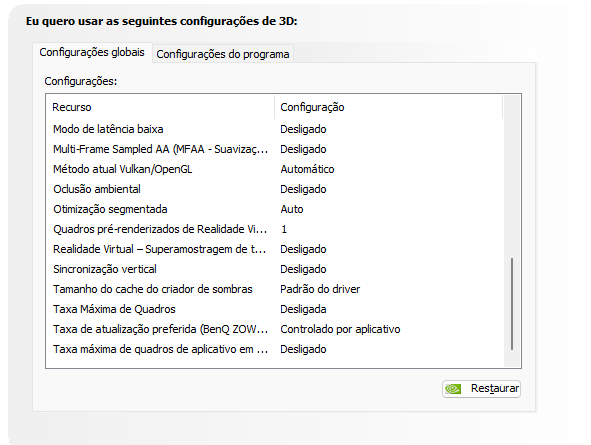 Eu quero usar as seguintes configurações de 3D:
Configurações globais Configurações do programa
Configurações:
Recurso Configuração
Modo de latência baixa Desligado
Multi-Frame Sampled AA (MFAA - Suavizaç... Desligado
Método atual Vulkan/OpenGL Automático
Oclusão ambiental Desligado
Otimização segmentada Auto
Quadros pré-renderizados de Realidade Vi... 1
Realidade Virtual – Superamostragem de t... Desligado
Sincronização vertical Desligado
Tamanho do cache do criador de sombras Padrão do driver
Taxa Máxima de Quadros Desligada
Taxa de atualização preferida (BenQ ZOW... Controlado por aplicativo
Taxa máxima de quadros de aplicativo em ... Desligado
Restaurar